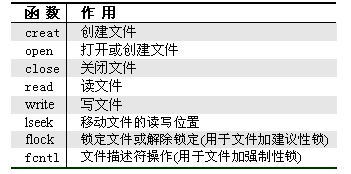 函 数 作 用
creat 创建文件
open 打开或创建文件
close 关闭文件
read 读文件
write 写文件
lseek 移动文件的读写位置
flock 锁定文件或解除锁定(用于文件加建议性锁)
fcntl 文件描述符操作(用于文件加强制性锁)